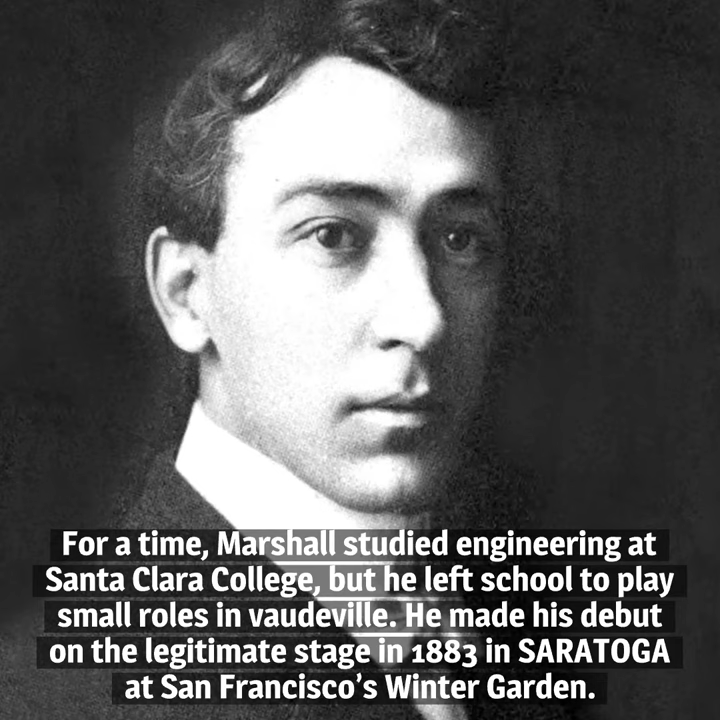 For a time, Marshall studied engineering at
Santa Clara College, but he left school to play
small roles in vaudeville. He made his debut
on the legitimate stage in 1883 in SARATOGA
at San Francisco’s Winter Garden.